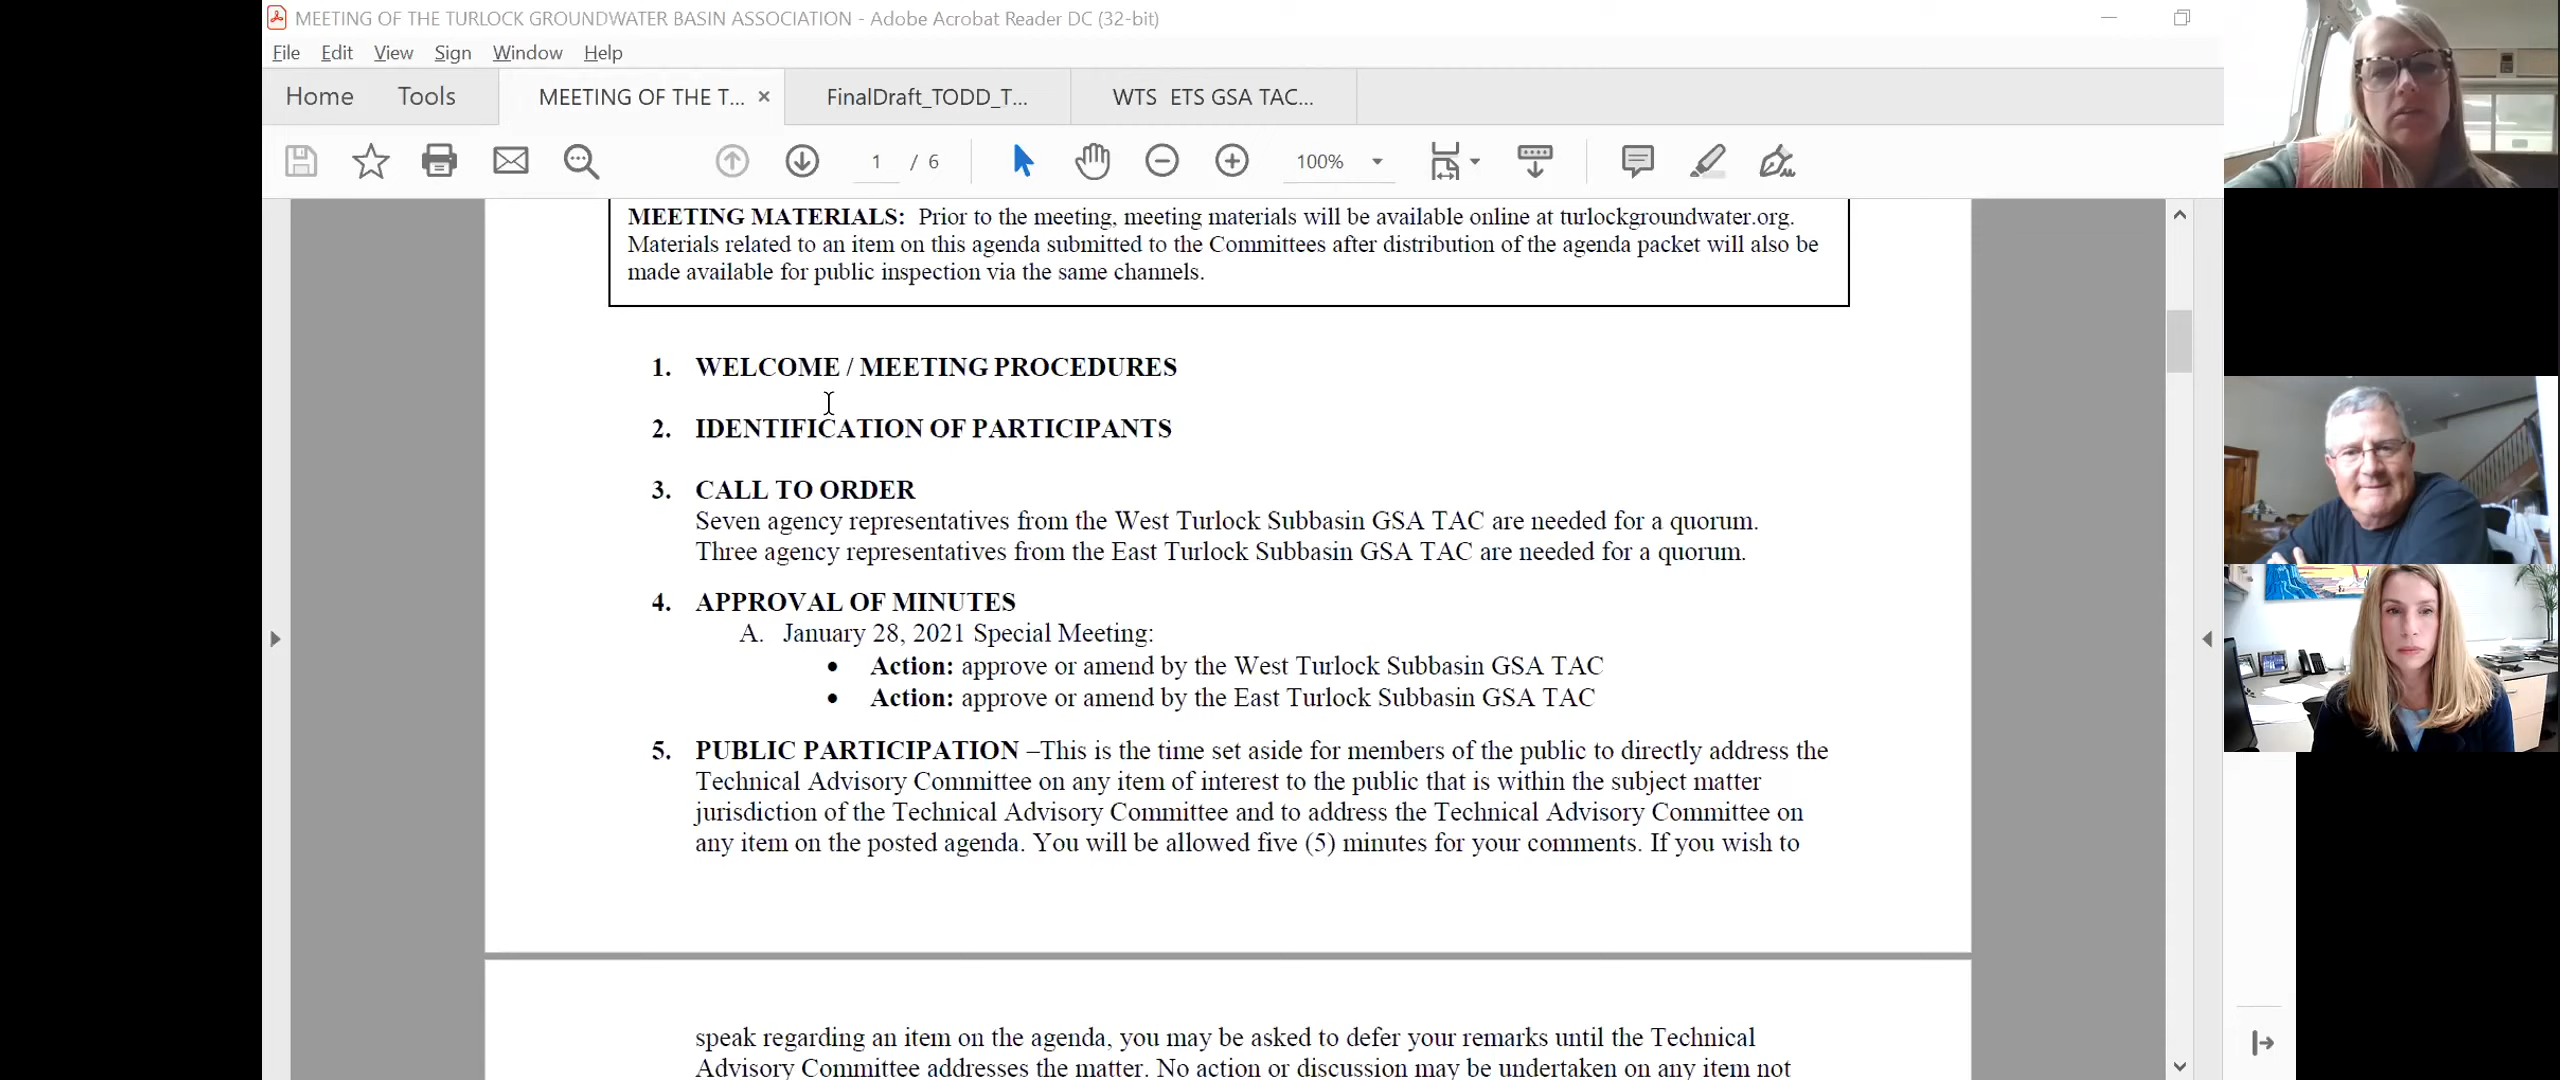 MEETING OF THE TURLOCK GROUNDWATER BASIN ASSOCIATION - Adobe Acrobat Reader DC (32-bit)
File Edit View Sign Window Help
Home Tools MEETING OF THE T... × FinalDraft_TODD_T... WTS ETS GSA TAC...
1 / 6 100%
MEETING MATERIALS: Prior to the meeting, meeting materials will be available online at turlockgroundwater.org.
Materials related to an item on this agenda submitted to the Committees after distribution of the agenda packet will also be
made available for public inspection via the same channels.
1. WELCOME / MEETING PROCEDURES
2. IDENTIFICATION OF PARTICIPANTS
3. CALL TO ORDER
Seven agency representatives from the West Turlock Subbasin GSA TAC are needed for a quorum.
Three agency representatives from the East Turlock Subbasin GSA TAC are needed for a quorum.
4. APPROVAL OF MINUTES
A. January 28, 2021 Special Meeting:
• Action: approve or amend by the West Turlock Subbasin GSA TAC
• Action: approve or amend by the East Turlock Subbasin GSA TAC
5. PUBLIC PARTICIPATION –This is the time set aside for members of the public to directly address the
Technical Advisory Committee on any item of interest to the public that is within the subject matter
jurisdiction of the Technical Advisory Committee and to address the Technical Advisory Committee on
any item on the posted agenda. You will be allowed five (5) minutes for your comments. If you wish to
speak regarding an item on the agenda, you may be asked to defer your remarks until the Technical
Advisory Committee addresses the matter. No action or discussion may be undertaken on any item not